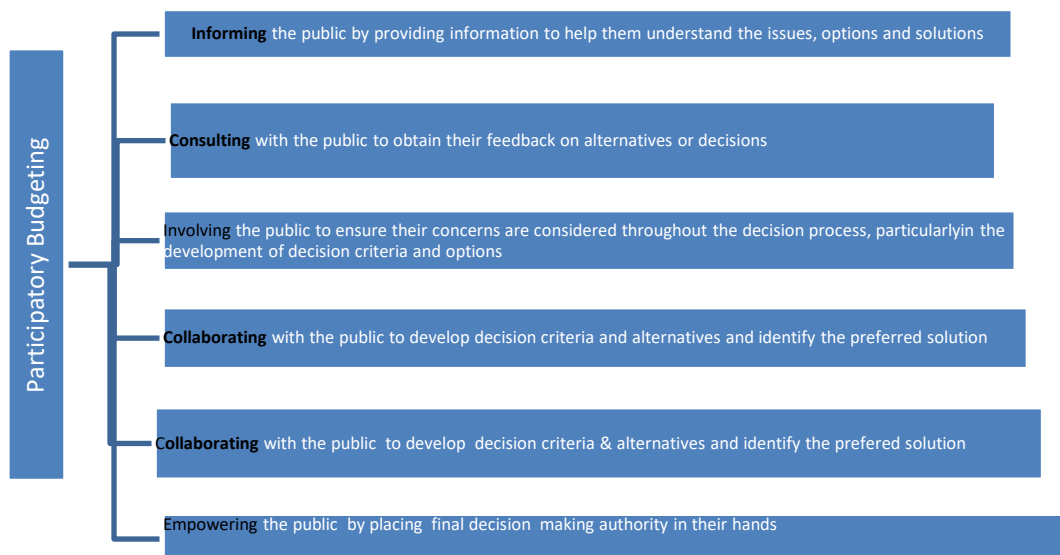 Participatory Budgeting
Informing the public by providing information to help them understand the issues, options and solutions
Consulting with the public to obtain their feedback on alternatives or decisions
Involving the public to ensure their concerns are considered throughout the decision process, particularlyin the
development of decision criteria and options
Collaborating with the public to develop decision criteria and alternatives and identify the preferred solution
Collaborating with the public to develop decision criteria & alternatives and identify the prefered solution
Empowering the public by placing final decision making authority in their hands